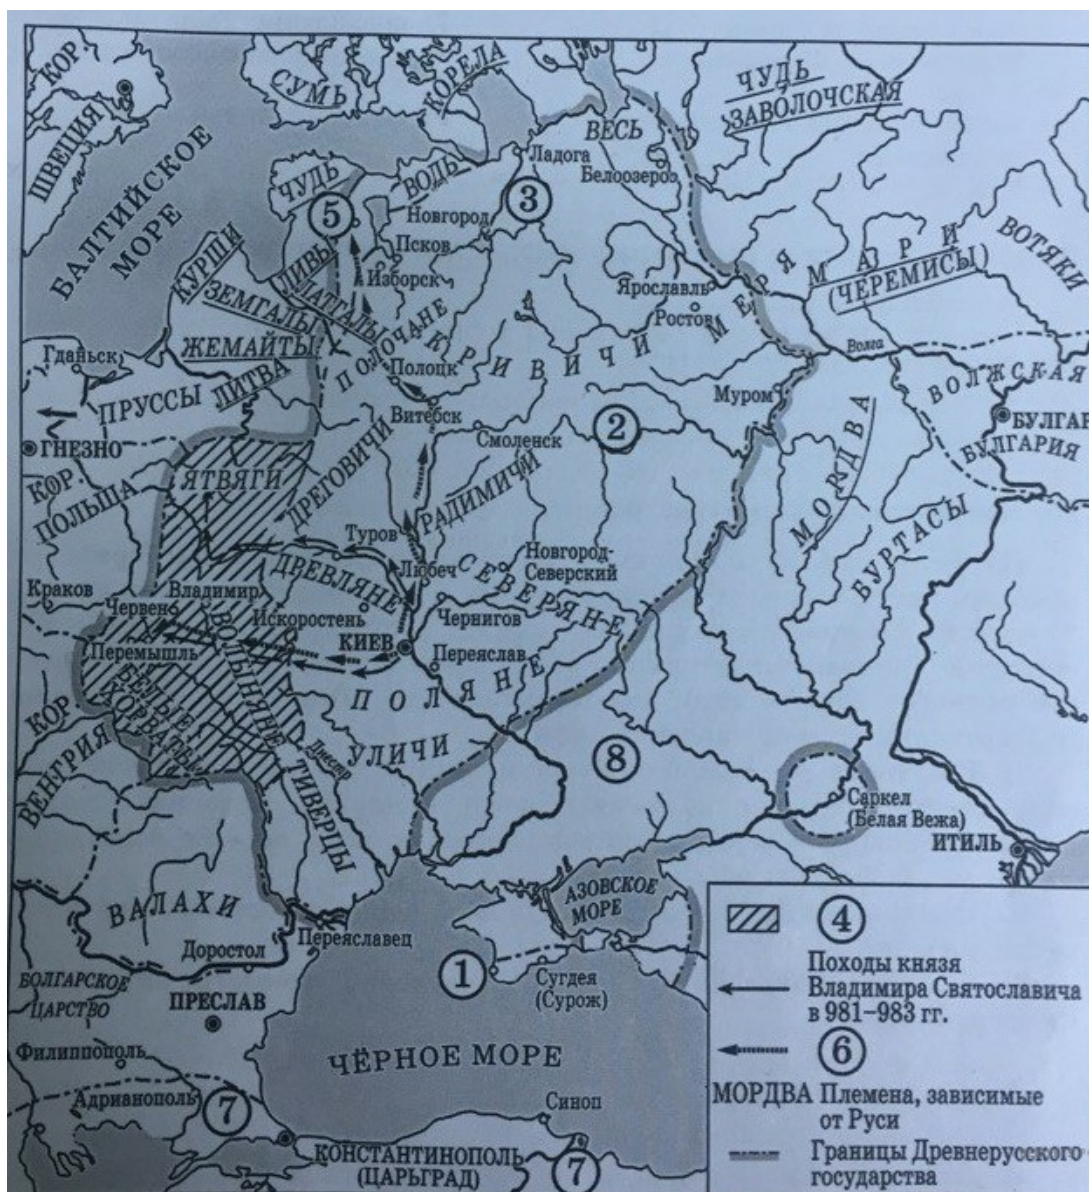 КОР.
ШВЕЦИЯ
СУМЬ
КОРЕЛА
ЧУДЬ
ЗАВОЛОЧСКАЯ
ВЕСЬ
Ладога
Белоозеро
БАЛТИЙСКОЕ
МОРЕ
ЧУДЬ
ВОДЬ
5
3
Новгород
Псков
Изборск
КУРШИ
ЛИВЫ
ЗЕМГАЛЫ
ЛАТГАЛЫ
ЖЕМАЙТЫ
ЛИТВА
ПРУССЫ
Гданьск
ГНЕЗНО
КОР.
ПОЛЬША
ПОЛОЧАНЕ
КРИВИЧИ
Полоцк
Витебск
Смоленск
2
Ярославль
Ростов
МЕРЯ
МАРИ
(ЧЕРЕМИСЫ)
ВОТЯКИ
Волга
Муром
ВОЛЖСКАЯ
БУЛГАР
БУЛГАРИЯ
МОРДВА
БУРТАСЫ
ЯТВЯГИ
ДРЕГОВИЧИ
РАДИМИЧИ
Туров
Любеч
ДРЕВЛЯНЕ
СЕВЕРЯНЕ
Новгород-
Северский
Краков
Червен
Владимир
Искоростень
КИЕВ
Чернигов
Переяслав
Перемышль
ВОЛЫНЯНЕ
БЕЛЫЕ
ХОРВАТЫ
КОР.
ВЕНГРИЯ
ПОЛЯНЕ
УЛИЧИ
Днестр
ТИВЕРЦЫ
8
Саркел
(Белая Вежа)
ИТИЛЬ
ВАЛАХИ
АЗОВСКОЕ
МОРЕ
Переяславец
Доростол
БОЛГАРСКОЕ
ЦАРСТВО
ПРЕСЛАВ
1
Сугдея
(Сурож)
ЧЁРНОЕ МОРЕ
Филиппополь
Адрианополь
7
Синоп
КОНСТАНТИНОПОЛЬ
(ЦАРЬГРАД)
7
4
Походы князя
Владимира Святославича
в 981–983 гг.
6
МОРДВА Племена, зависимые
от Руси
Границы Древнерусского
государства